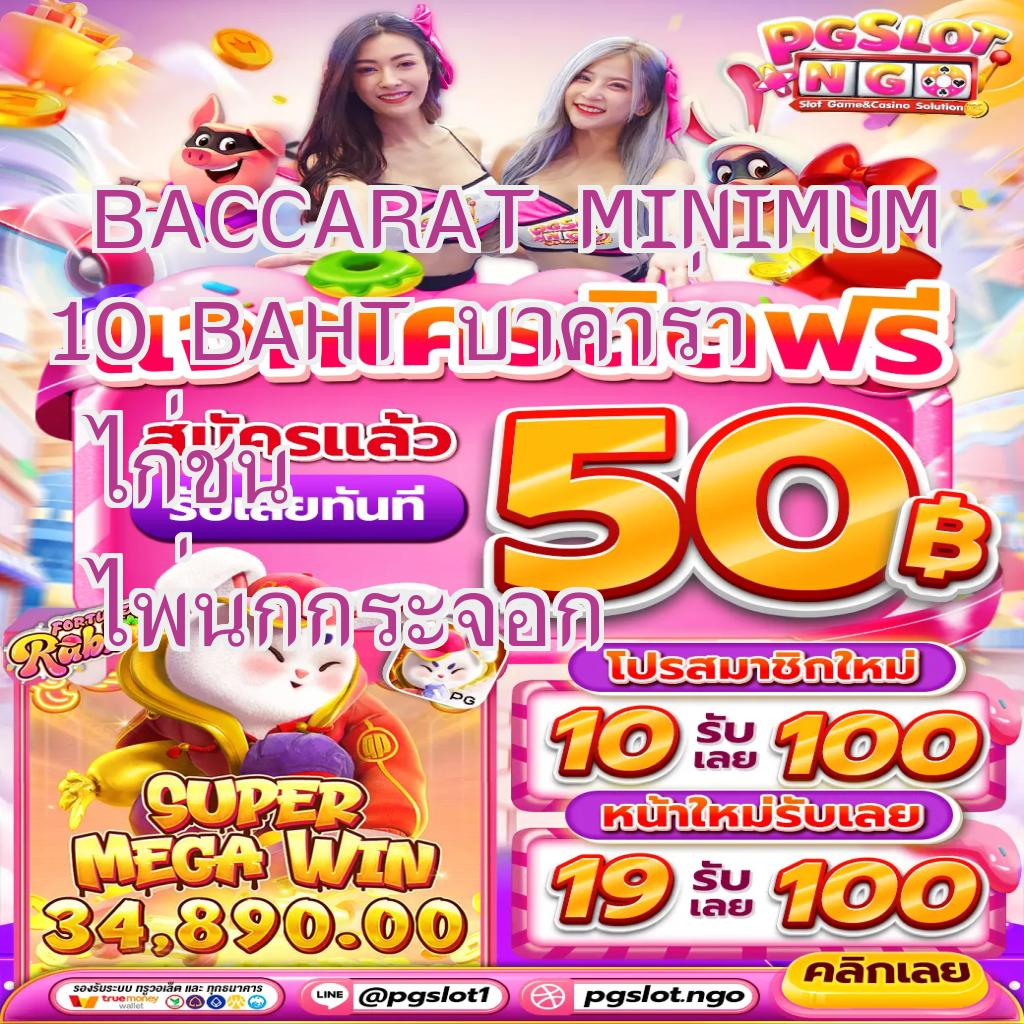 PGSLOT
NGO
Slot Game&Casino Solution
BACCARAT MINIMUM
10 BAHT บาคาร่า
ฟรี
ไก่ชน
สมัครแล้ว
รับเลยทันที
50฿
ไพ่นกกระจอก
FORTUNE
Rabbit
PG
โปรสมาชิกใหม่
10 รับเลย 100
หน้าใหม่รับเลย
19 รับเลย 100
SUPER
MEGA WIN
34,890.00
รองรับระบบ ทรูวอเล็ต และ ทุกธนาคาร
truemoney
wallet
LINE @pgslot1
pgslot.ngo
คลิกเลย